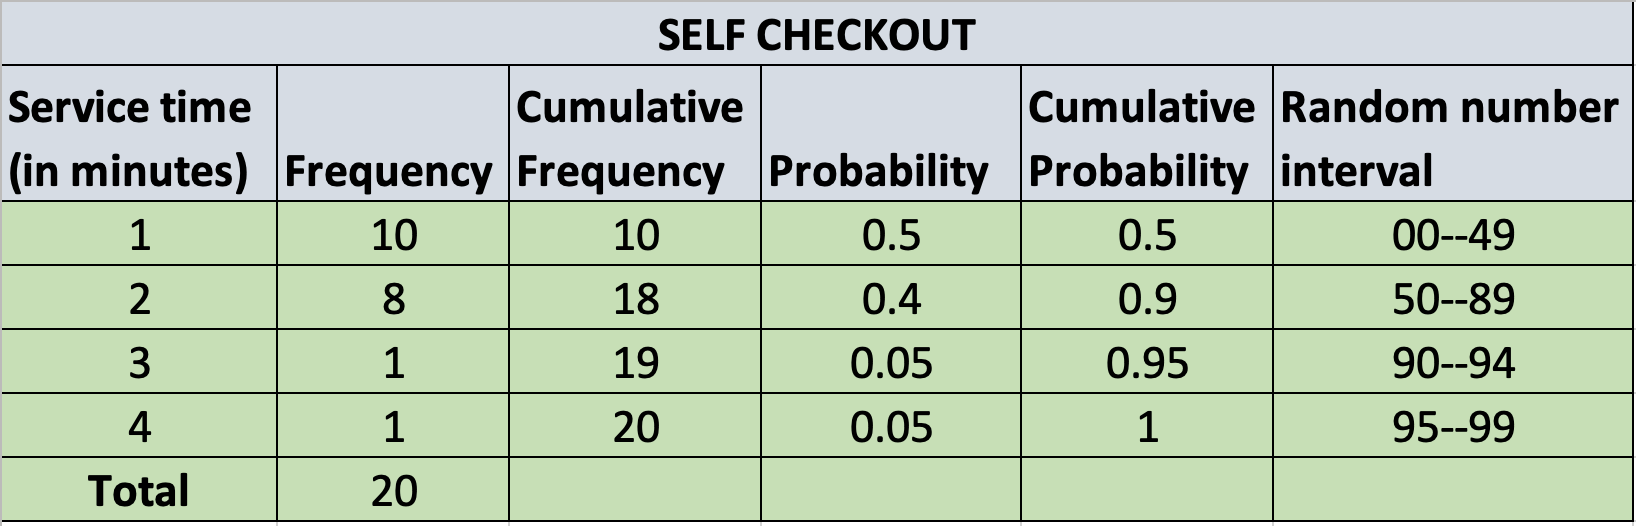 SELF CHECKOUT
Service time (in minutes) Frequency Cumulative Frequency Probability Cumulative Probability Random number interval
1 10 10 0.5 0.5 00--49
2 8 18 0.4 0.9 50--89
3 1 19 0.05 0.95 90--94
4 1 20 0.05 1 95--99
Total 20